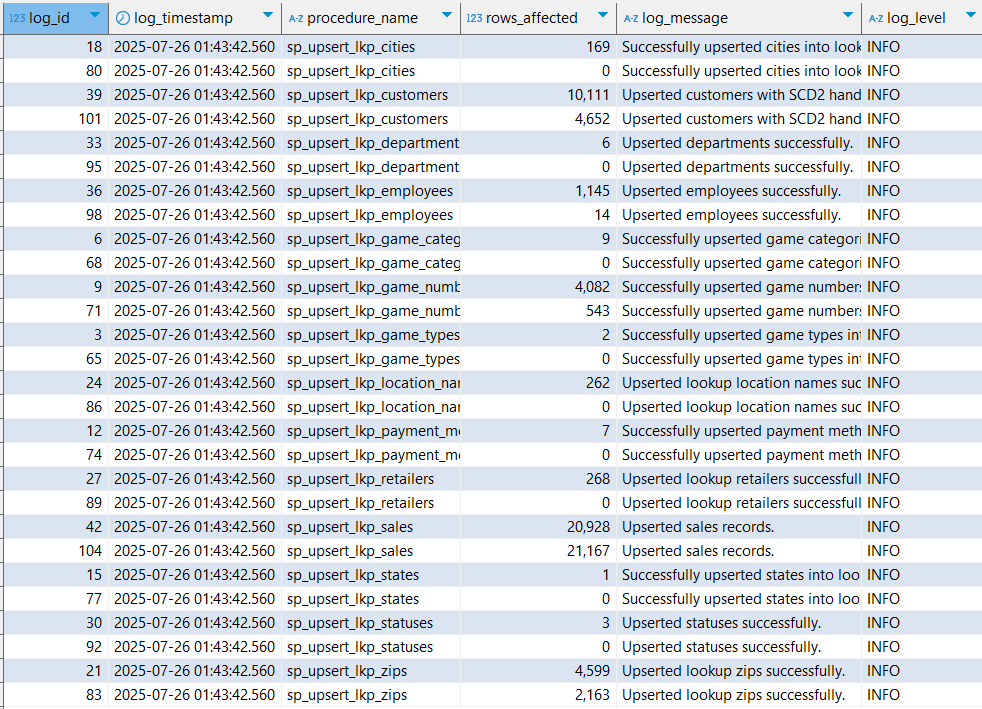 123 log_id log_timestamp A-Z procedure_name 123 rows_affected A-Z log_message A-Z log_level
18 2025-07-26 01:43:42.560 sp_upsert_lkp_cities 169 Successfully upserted cities into look INFO
80 2025-07-26 01:43:42.560 sp_upsert_lkp_cities 0 Successfully upserted cities into look INFO
39 2025-07-26 01:43:42.560 sp_upsert_lkp_customers 10,111 Upserted customers with SCD2 hand INFO
101 2025-07-26 01:43:42.560 sp_upsert_lkp_customers 4,652 Upserted customers with SCD2 hand INFO
33 2025-07-26 01:43:42.560 sp_upsert_lkp_department 6 Upserted departments successfully. INFO
95 2025-07-26 01:43:42.560 sp_upsert_lkp_department 0 Upserted departments successfully. INFO
36 2025-07-26 01:43:42.560 sp_upsert_lkp_employees 1,145 Upserted employees successfully. INFO
98 2025-07-26 01:43:42.560 sp_upsert_lkp_employees 14 Upserted employees successfully. INFO
6 2025-07-26 01:43:42.560 sp_upsert_lkp_game_categ 9 Successfully upserted game categori INFO
68 2025-07-26 01:43:42.560 sp_upsert_lkp_game_categ 0 Successfully upserted game categori INFO
9 2025-07-26 01:43:42.560 sp_upsert_lkp_game_numb 4,082 Successfully upserted game numbers INFO
71 2025-07-26 01:43:42.560 sp_upsert_lkp_game_numb 543 Successfully upserted game numbers INFO
3 2025-07-26 01:43:42.560 sp_upsert_lkp_game_types 2 Successfully upserted game types int INFO
65 2025-07-26 01:43:42.560 sp_upsert_lkp_game_types 0 Successfully upserted game types int INFO
24 2025-07-26 01:43:42.560 sp_upsert_lkp_location_nar 262 Upserted lookup location names suc INFO
86 2025-07-26 01:43:42.560 sp_upsert_lkp_location_nar 0 Upserted lookup location names suc INFO
12 2025-07-26 01:43:42.560 sp_upsert_lkp_payment_me 7 Successfully upserted payment meth INFO
74 2025-07-26 01:43:42.560 sp_upsert_lkp_payment_me 0 Successfully upserted payment meth INFO
27 2025-07-26 01:43:42.560 sp_upsert_lkp_retailers 268 Upserted lookup retailers successfull INFO
89 2025-07-26 01:43:42.560 sp_upsert_lkp_retailers 0 Upserted lookup retailers successfull INFO
42 2025-07-26 01:43:42.560 sp_upsert_lkp_sales 20,928 Upserted sales records. INFO
104 2025-07-26 01:43:42.560 sp_upsert_lkp_sales 21,167 Upserted sales records. INFO
15 2025-07-26 01:43:42.560 sp_upsert_lkp_states 1 Successfully upserted states into loo INFO
77 2025-07-26 01:43:42.560 sp_upsert_lkp_states 0 Successfully upserted states into loo INFO
30 2025-07-26 01:43:42.560 sp_upsert_lkp_statuses 3 Upserted statuses successfully. INFO
92 2025-07-26 01:43:42.560 sp_upsert_lkp_statuses 0 Upserted statuses successfully. INFO
21 2025-07-26 01:43:42.560 sp_upsert_lkp_zips 4,599 Upserted lookup zips successfully. INFO
83 2025-07-26 01:43:42.560 sp_upsert_lkp_zips 2,163 Upserted lookup zips successfully. INFO